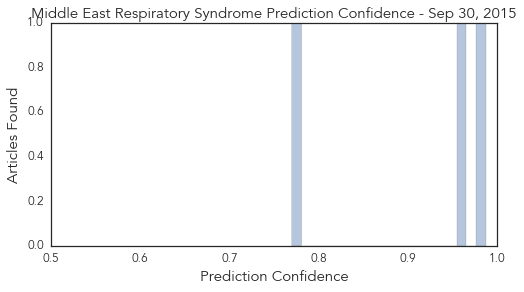 Middle East Respiratory Syndrome Prediction Confidence - Sep 30, 2015
1.0
0.8
0.6
0.4
0.2
0.0
Articles Found
0.5 0.6 0.7 0.8 0.9 1.0
Prediction Confidence